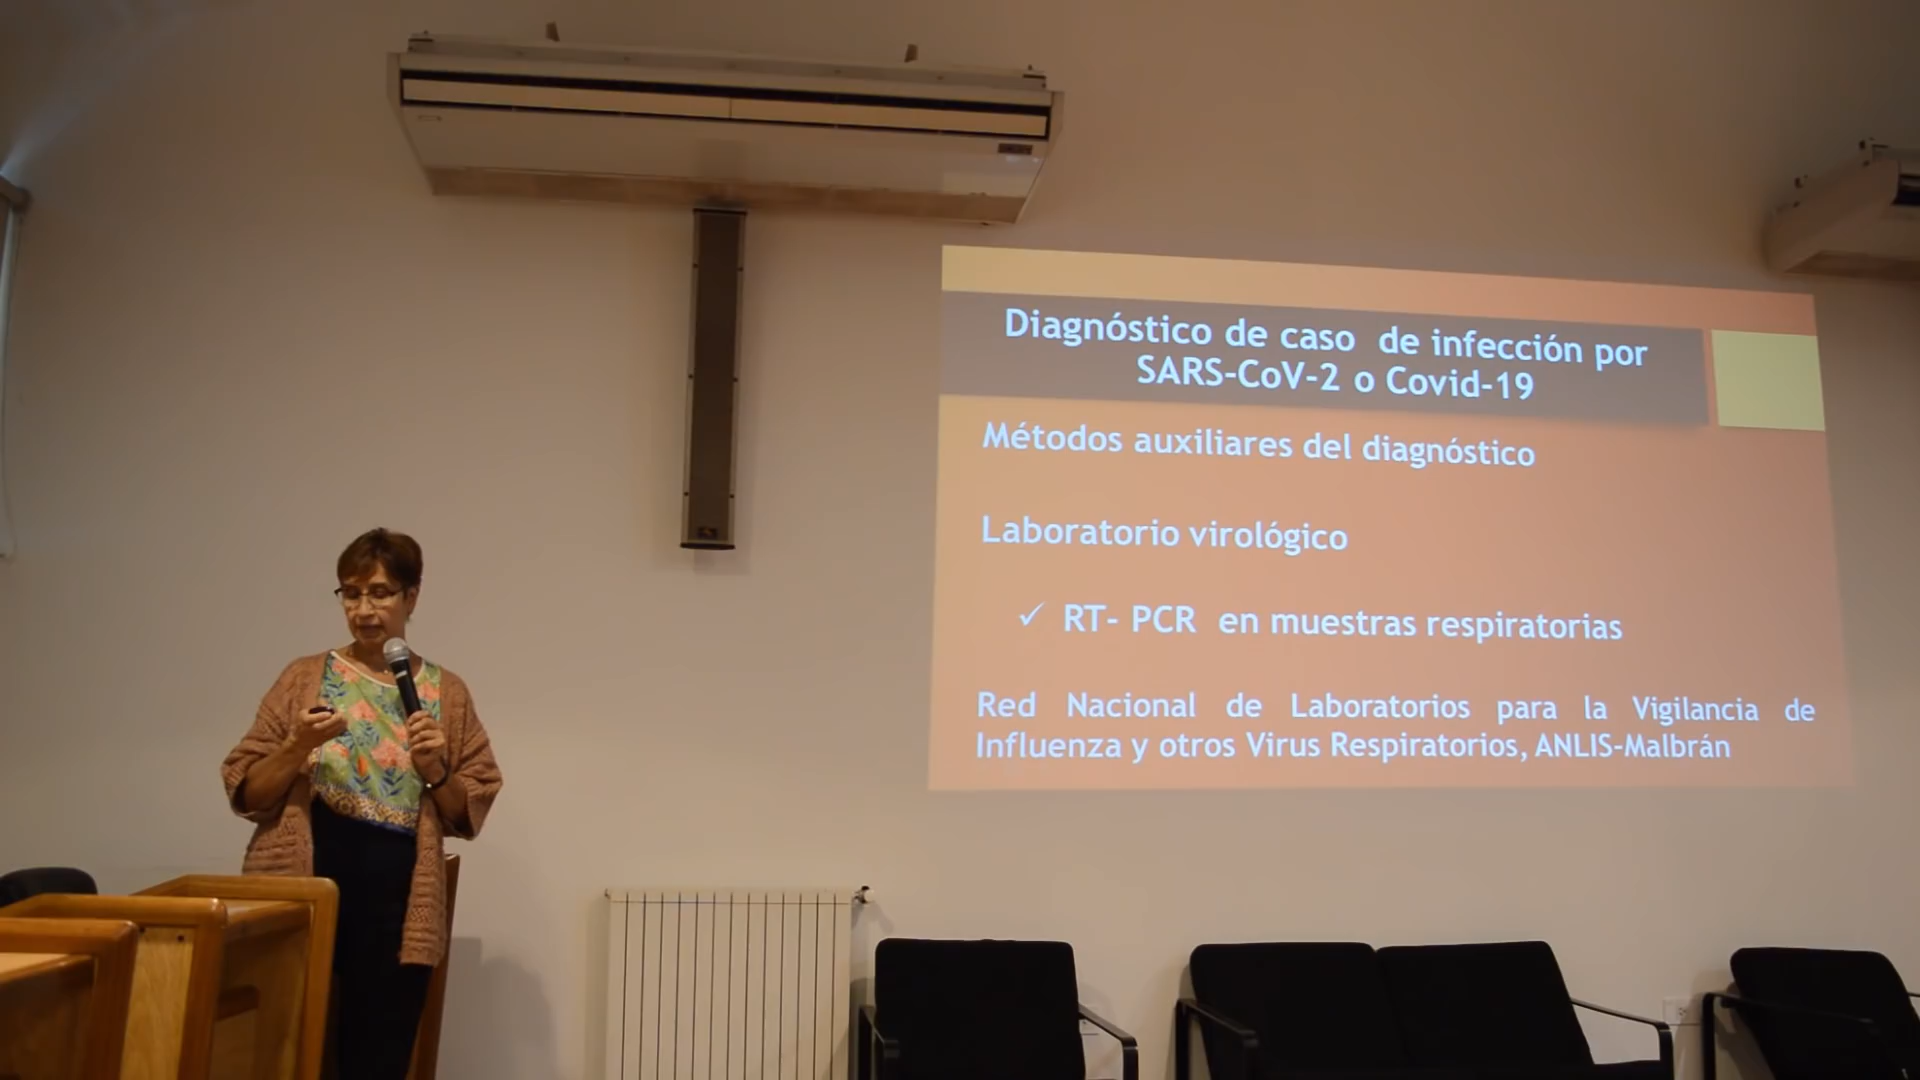 Diagnóstico de caso de infección por
SARS-CoV-2 o Covid-19
Métodos auxiliares del diagnóstico
Laboratorio virológico
✓ RT- PCR en muestras respiratorias
Red Nacional de Laboratorios para la Vigilancia de
Influenza y otros Virus Respiratorios, ANLIS-Malbrán